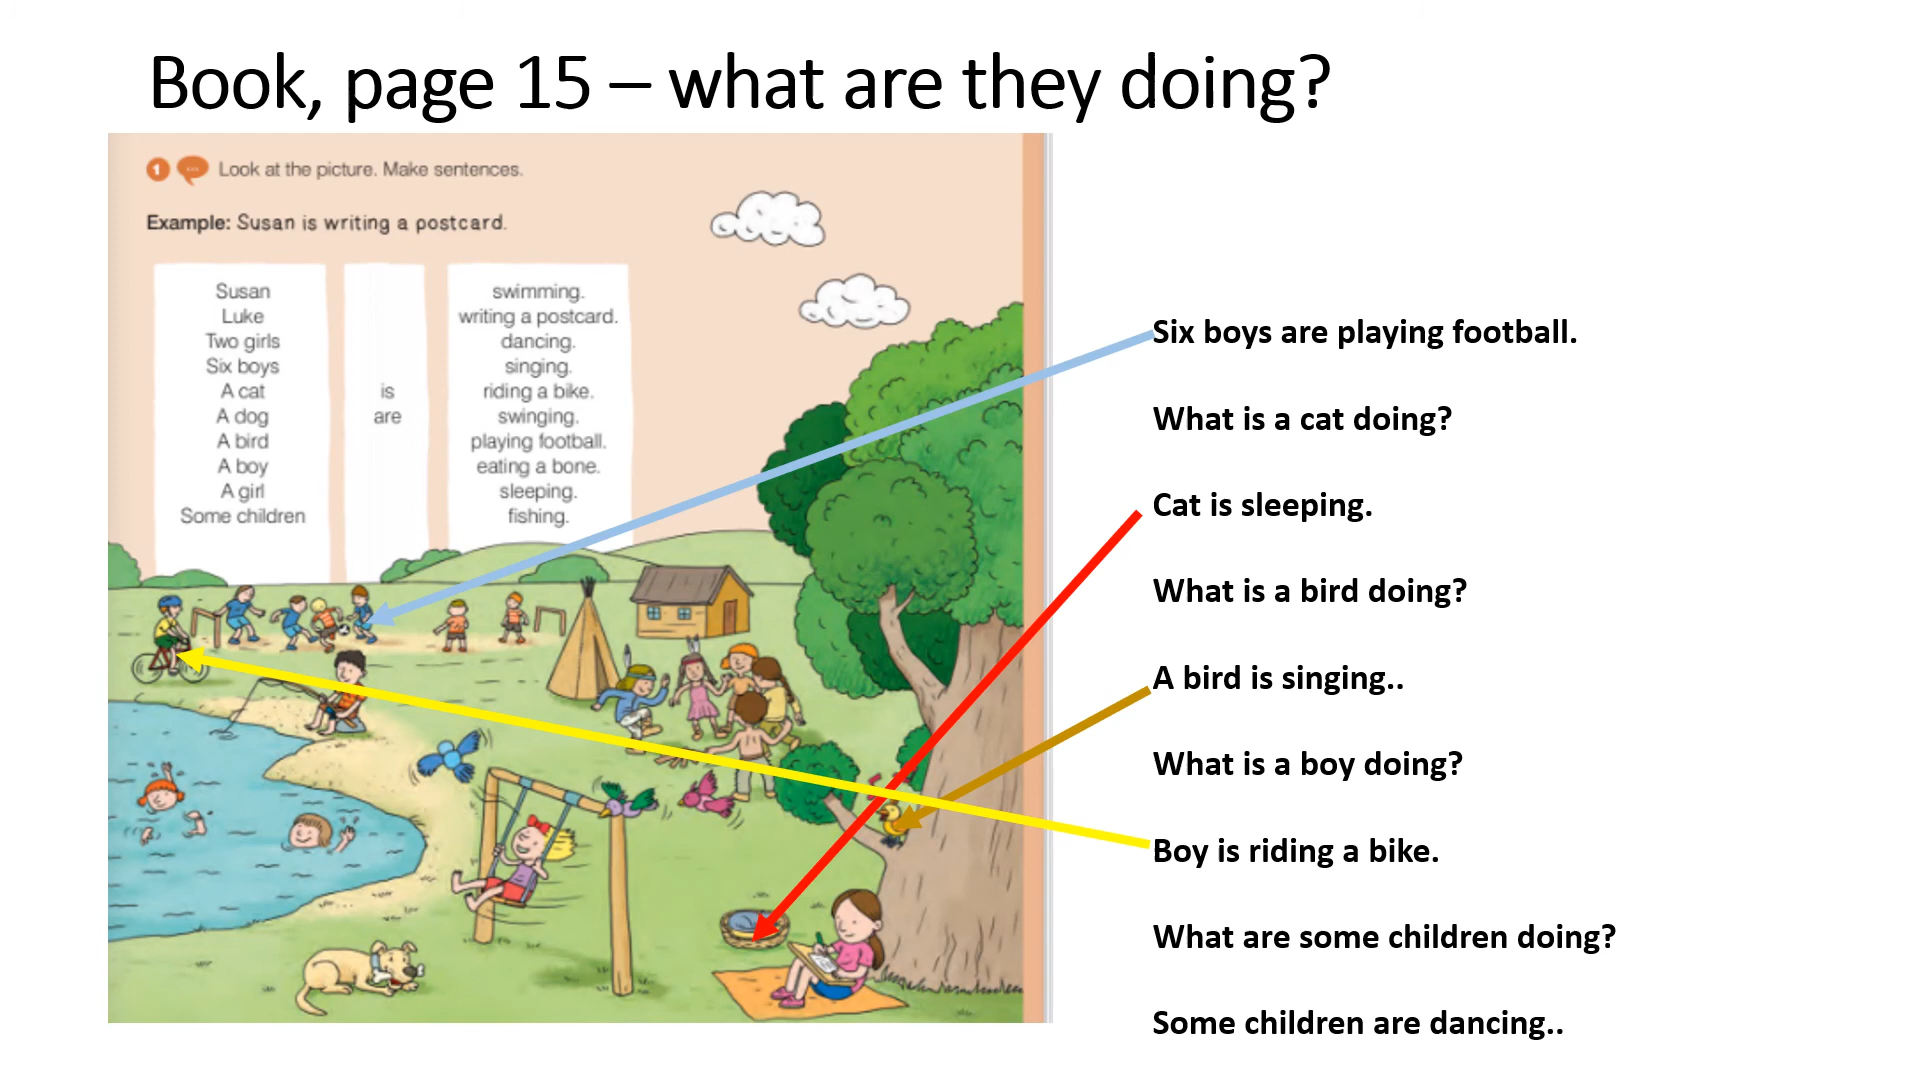 Book, page 15 – what are they doing?
1 Look at the picture. Make sentences.
Example: Susan is writing a postcard.
Susan
Luke
Two girls
Six boys
A cat
A dog
A bird
A boy
A girl
Some children
is
are
swimming.
writing a postcard.
dancing.
singing.
riding a bike.
swinging.
playing football.
eating a bone.
sleeping.
fishing.
Six boys are playing football.
What is a cat doing?
Cat is sleeping.
What is a bird doing?
A bird is singing..
What is a boy doing?
Boy is riding a bike.
What are some children doing?
Some children are dancing..